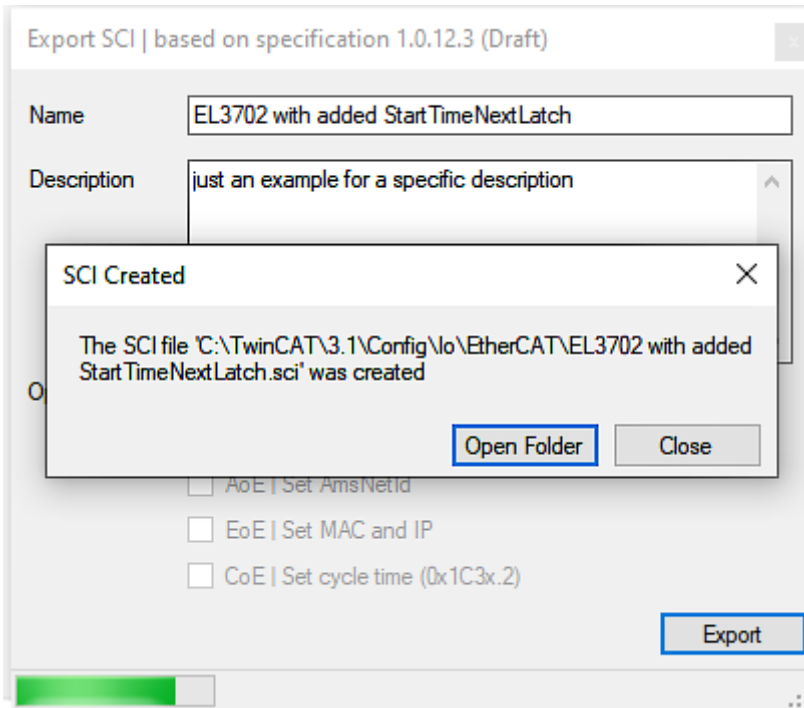 Export SCI | based on specification 1.0.12.3 (Draft)
x
Name
EL3702 with added StartTimeNextLatch
Description
just an example for a specific description
SCI Created
The SCI file 'C:\TwinCAT\3.1\Config\Io\EtherCAT\EL3702 with added
StartTimeNextLatch.sci' was created
Open Folder
Close
AoE | Set AmsNetId
EoE | Set MAC and IP
CoE | Set cycle time (0x1C3x.2)
Export